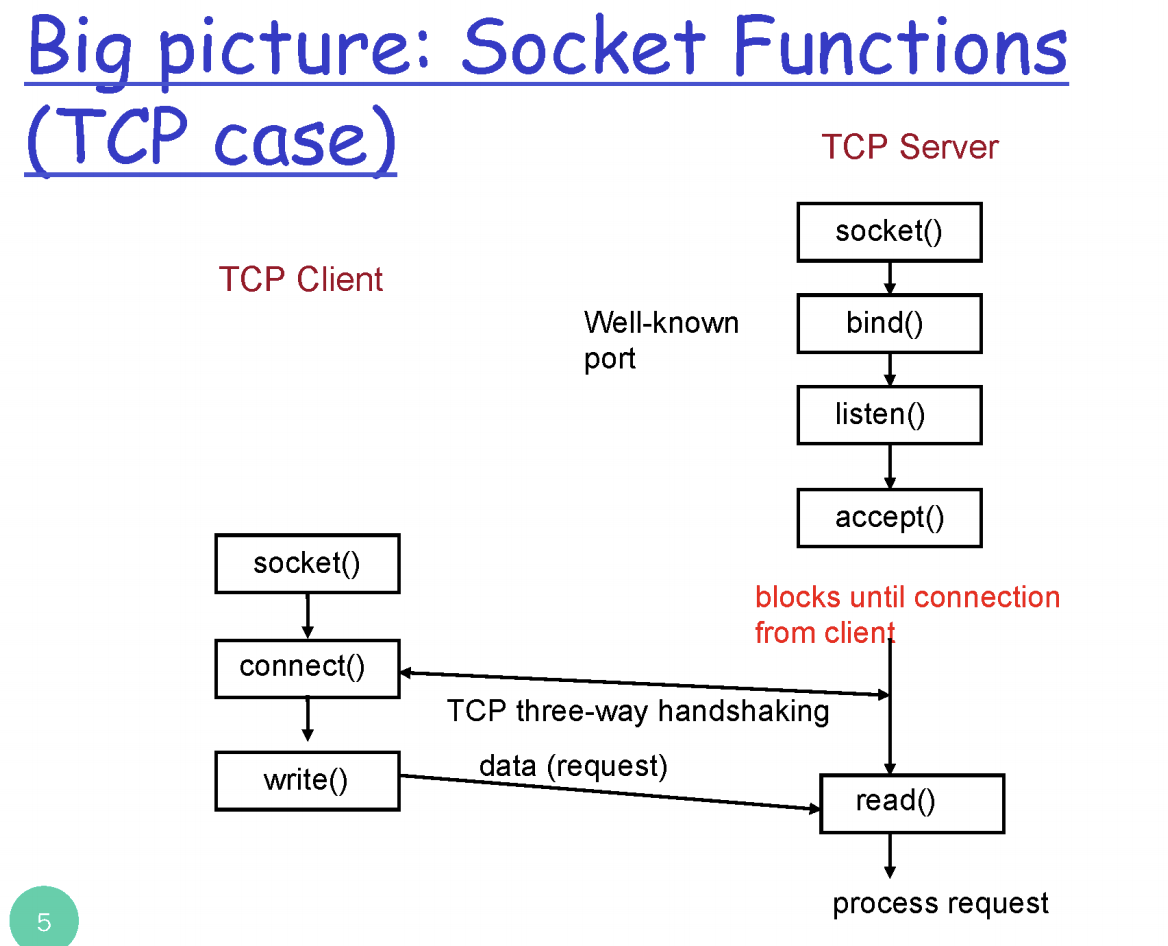 Big picture: Socket Functions
(TCP case)
TCP Server
socket()
TCP Client
Well-known
port
bind()
listen()
accept()
socket()
blocks until connection
from client
connect()
TCP three-way handshaking
data (request)
write()
read()
process request
5